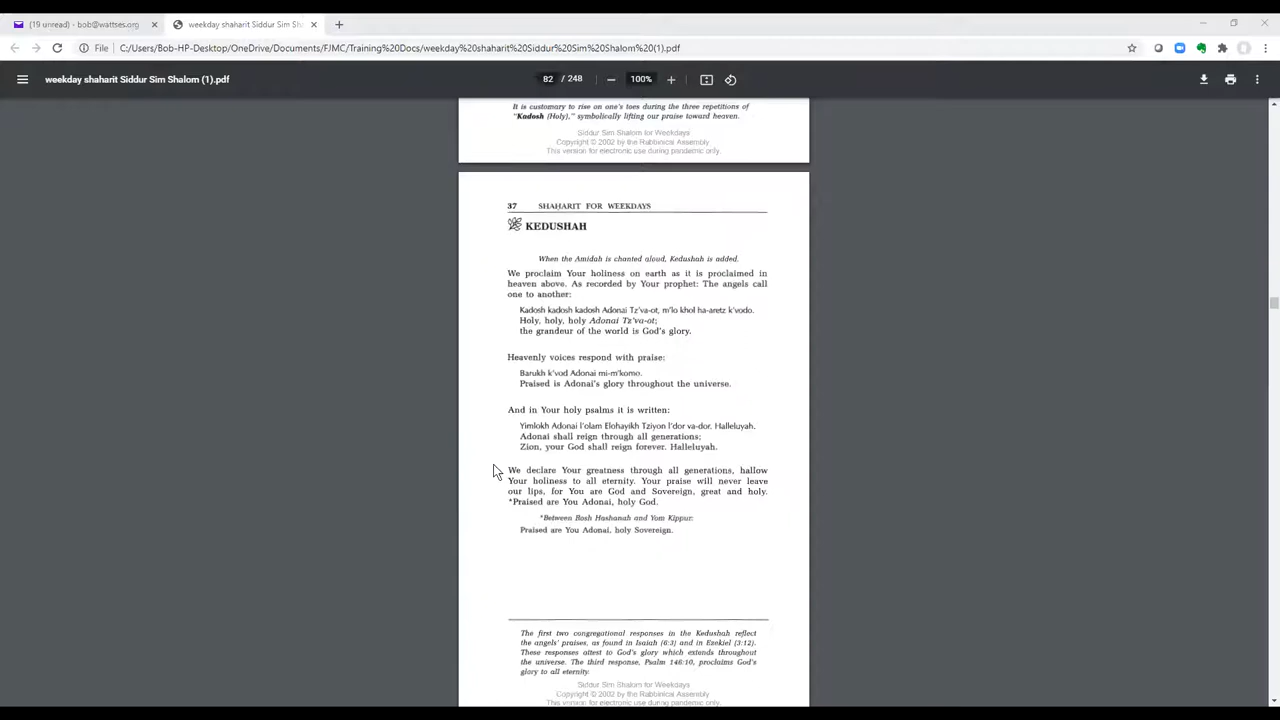 (19 unread) - bob@wattses.org
weekday shaharit Siddur Sim Sh
File
C:/Users/Bob-HP-Desktop/OneDrive/Documents/FJMC/Training%20Docs/weekday%20shaharit%20Siddur%20Sim%20Shalom%20(1).pdf
weekday shaharit Siddur Sim Shalom (1).pdf
82 / 248
100%
It is customary to rise on one's toes during the three repetitions of
"Kadosh (Holy)," symbolically lifting our praise toward heaven.
Siddur Sim Shalom for Weekdays
Copyright © 2002 by the Rabbinical Assembly
This version for electronic use during pandemic only.
37 SHAHARIT FOR WEEKDAYS
KEDUSHAH
When the Amidah is chanted aloud, Kedushah is added.
We proclaim Your holiness on earth as it is proclaimed in
heaven above. As recorded by Your prophet: The angels call
one to another:
Kadosh kadosh kadosh Adonai Tz'va-ot, m'lo khol ha-aretz k'vodo.
Holy, holy, holy Adonai Tz'va-ot;
the grandeur of the world is God's glory.
Heavenly voices respond with praise:
Barukh k'vod Adonai mi-m'komo.
Praised is Adonai's glory throughout the universe.
And in Your holy psalms it is written:
Yimlokh Adonai l'olam Elohayikh Tziyon l'dor va-dor. Halleluyah.
Adonai shall reign through all generations;
Zion, your God shall reign forever. Halleluyah.
We declare Your greatness through all generations, hallow
Your holiness to all eternity. Your praise will never leave
our lips, for You are God and Sovereign, great and holy.
*Praised are You Adonai, holy God.
*Between Rosh Hashanah and Yom Kippur:
Praised are You Adonai, holy Sovereign.
The first two congregational responses in the Kedushah reflect
the angels' praises, as found in Isaiah (6:3) and in Ezekiel (3:12).
These responses attest to God's glory which extends throughout
the universe. The third response, Psalm 146:10, proclaims God's
glory to all eternity.
Siddur Sim Shalom for Weekdays
Copyright © 2002 by the Rabbinical Assembly
This version for electronic use during pandemic only.